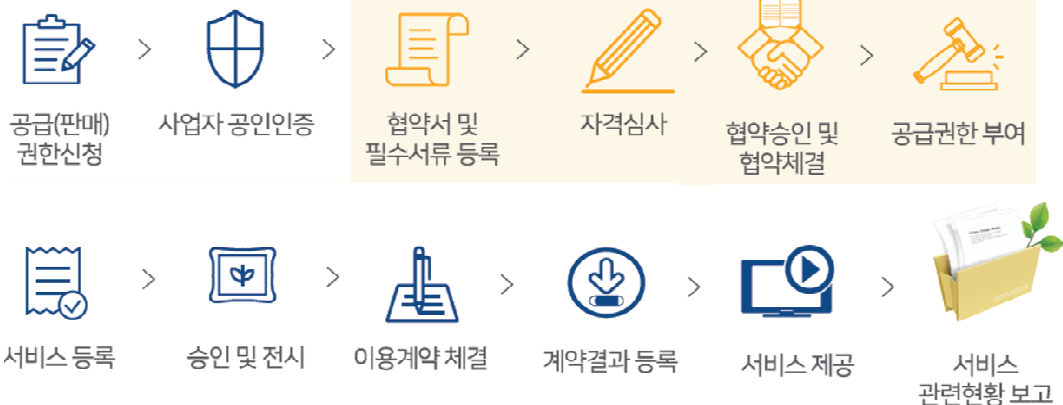 공급(판매)
권한신청
사업자 공인인증
협약서 및
필수서류 등록
자격심사
협약승인 및
협약체결
공급권한 부여
서비스 등록
승인 및 전시
이용계약 체결
계약결과 등록
서비스 제공
서비스
관련현황 보고